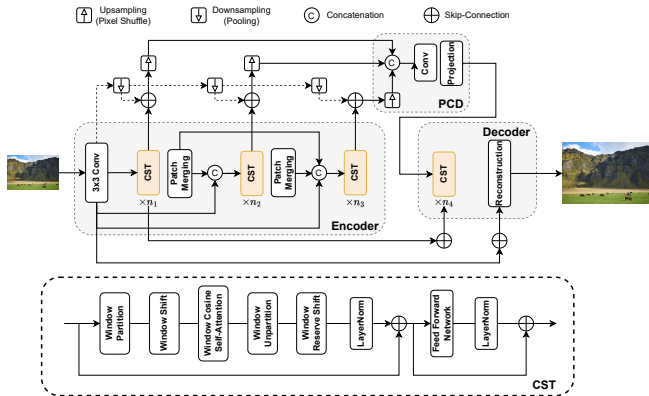 Upsampling
(Pixel Shuffle)
Downsampling
(Pooling)
C
Concatenation
Skip-Connection
C
Conv
Projection
PCD
3x3 Conv
CST
×n1
Patch
Merging
C
CST
×n2
Patch
Merging
C
CST
×n3
Encoder
Decoder
CST
×n4
Reconstruction
Window
Partition
Window Shift
Window Cosine
Self-Attention
Window
Unpartition
Window
Reserve Shift
LayerNorm
Feed Forward
Network
LayerNorm
CST